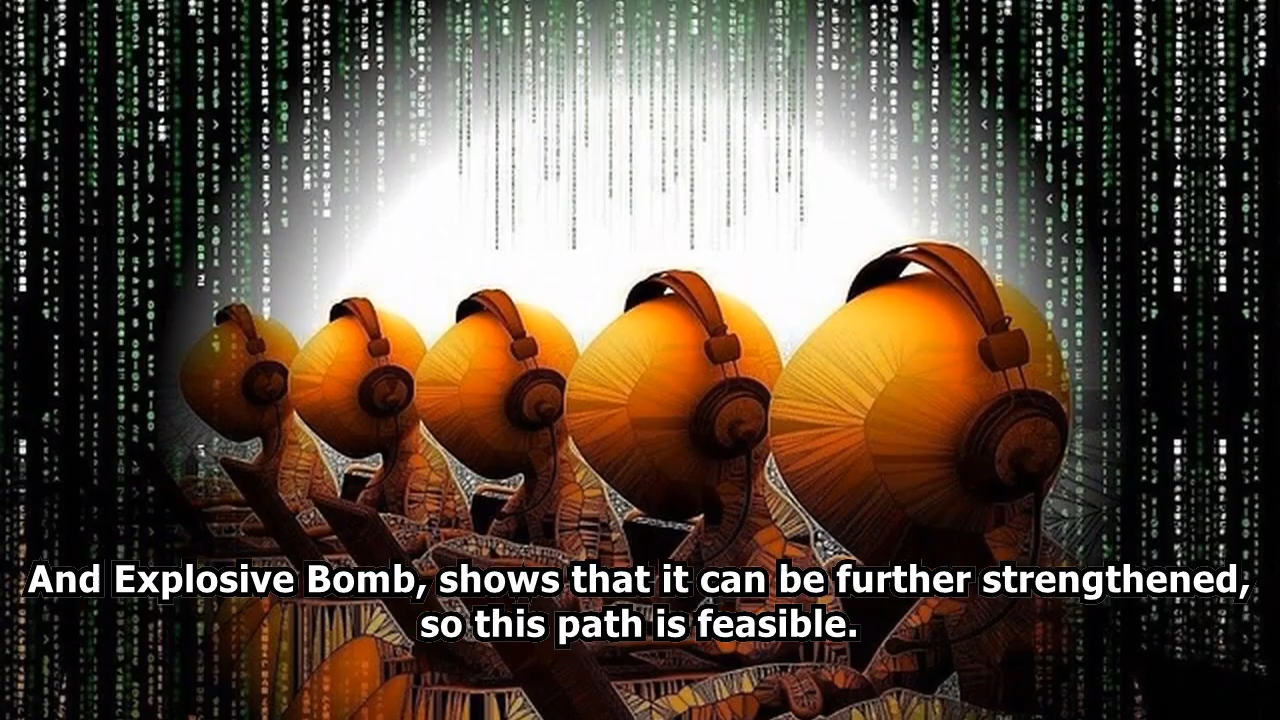 And Explosive Bomb, shows that it can be further strengthened,
so this path is feasible.